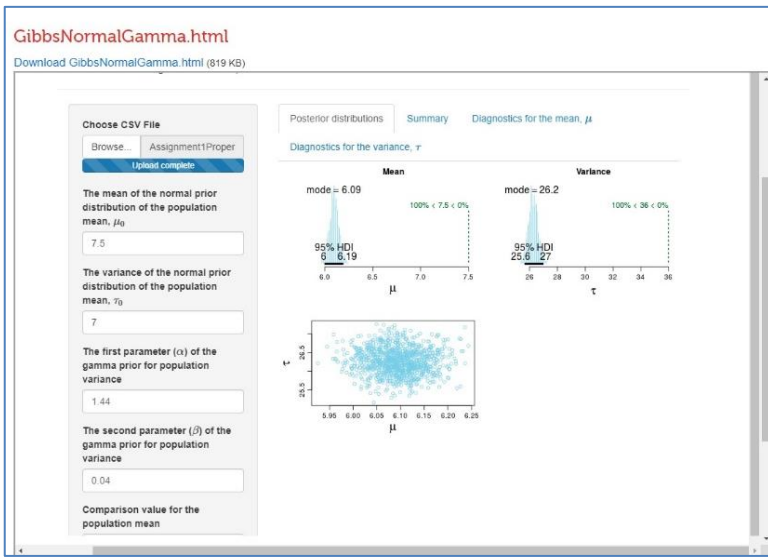 GibbsNormalGamma.html
Download GibbsNormalGamma.html (819 KB)
Choose CSV File
Browse... Assignment1Proper
Upload complete
The mean of the normal prior
distribution of the population
mean, μ0
7.5
The variance of the normal prior
distribution of the population
mean, τ0
7
The first parameter (α) of the
gamma prior for population
variance
1.44
The second parameter (β) of the
gamma prior for population
variance
0.04
Comparison value for the
population mean
Posterior distributions Summary Diagnostics for the mean, μ
Diagnostics for the variance, τ
Mean
mode = 6.09
100% < 7.5 < 0%
95% HDI
6 6.19
6.0 6.5 7.0 7.5
μ
Variance
mode = 26.2
100% < 36 < 0%
95% HDI
25.6 27
26 28 30 32 34 36
τ
τ
26.5
25.5
5.95 6.00 6.05 6.10 6.15 6.20 6.25
μ